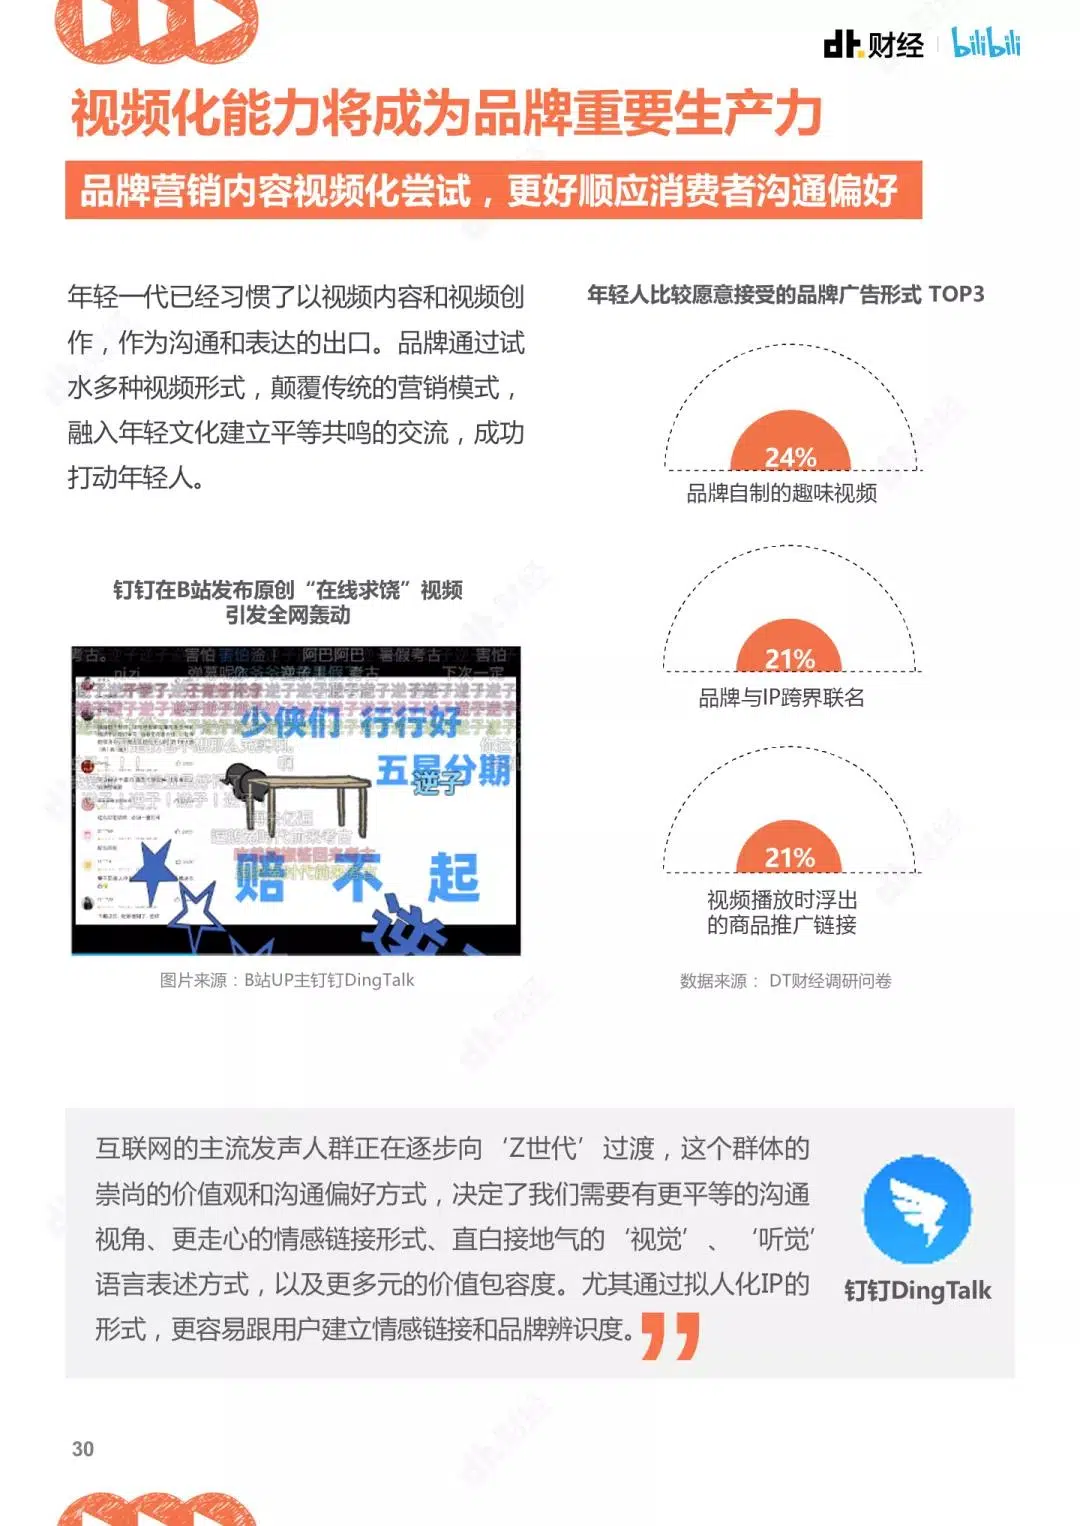 dt.财经 | bilibili
视频化能力将成为品牌重要生产力
品牌营销内容视频化尝试，更好顺应消费者沟通偏好
年轻一代已经习惯了以视频内容和视频创
作，作为沟通和表达的出口。品牌通过试
水多种视频形式，颠覆传统的营销模式，
融入年轻文化建立平等共鸣的交流，成功
打动年轻人。
钉钉在B站发布原创“在线求饶”视频
引发全网轰动
害怕
阿巴阿巴
暑假考古
害怕
下次一定
少侠们 行行好
五星分期
逆子
赔 不 起
图片来源：B站UP主钉钉DingTalk
年轻人比较愿意接受的品牌广告形式 TOP3
24%
品牌自制的趣味视频
21%
品牌与IP跨界联名
21%
视频播放时浮出
的商品推广链接
数据来源： DT财经调研问卷
互联网的主流发声人群正在逐步向‘Z世代’过渡，这个群体的
崇尚的价值观和沟通偏好方式，决定了我们需要有更平等的沟通
视角、更走心的情感链接形式、直白接地气的‘视觉’、‘听觉’
语言表述方式，以及更多元的价值包容度。尤其通过拟人化IP的
形式，更容易跟用户建立情感链接和品牌辨识度。”
钉钉DingTalk
30